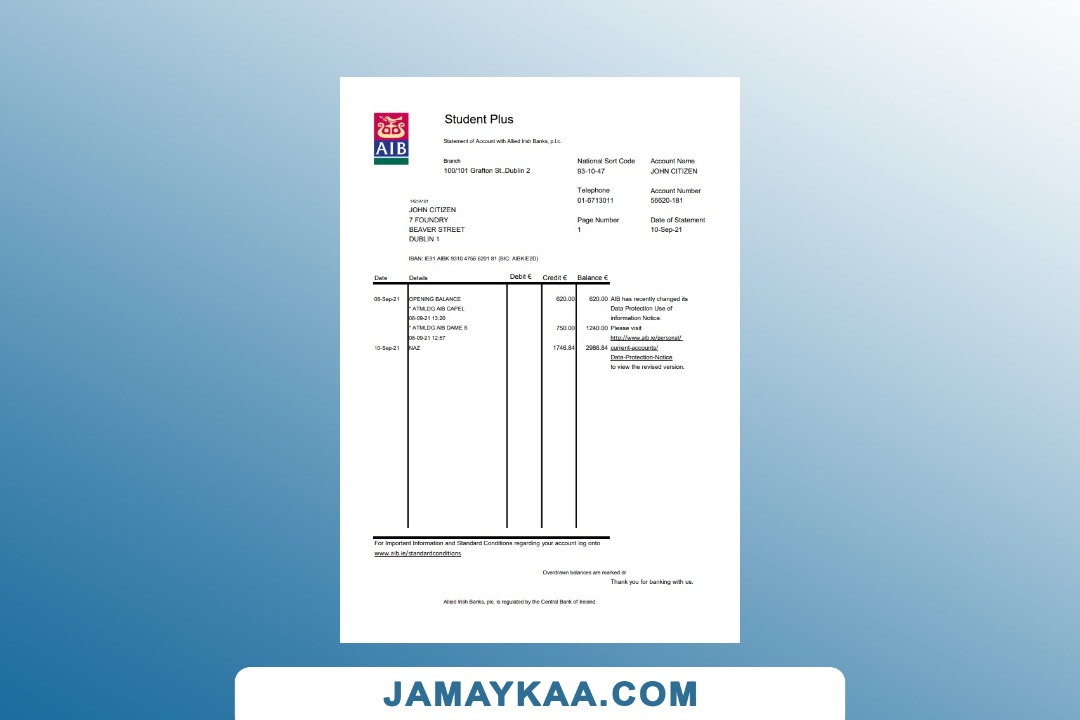 AIB
Student Plus
Statement of Account with Allied Irish Banks, p.l.c.
Branch
100/101 Grafton St.,Dublin 2
National Sort Code
93-10-47
Account Name
JOHN CITIZEN
Telephone
01-6713011
Account Number
56620-181
Page Number
1
Date of Statement
10-Sep-21
JOHN CITIZEN
7 FOUNDRY
BEAVER STREET
DUBLIN 1
IBAN: IE91 AIBK 9310 4756 6201 81 (BIC: AIBKIE2D)
Date Details Debit € Credit € Balance €
08-Sep-21 OPENING BALANCE 620.00 620.00 AIB has recently changed its
* ATMLDG AIB CAPEL Data Protection Use of
08-09-21 13:20 information Notice.
* ATMLDG AIB DAME S 750.00 1240.00 Please visit
08-09-21 12:57 http://www.aib.ie/personal/
10-Sep-21 NAZ 1746.84 2986.84 current-accounts/
Data-Protection-Notice
to view the revised version.
For Important Information and Standard Conditions regarding your account log onto
www.aib.ie/standardconditions
Overdrawn balances are marked dr
Thank you for banking with us.
Allied Irish Banks, plc. is regulated by the Central Bank of Ireland.
JAMAYKAA.COM